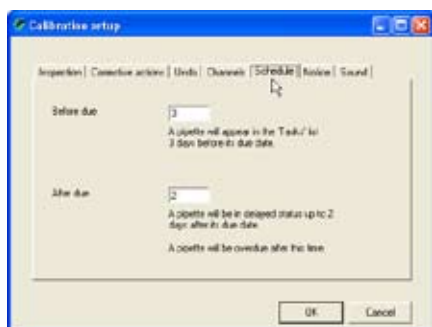 Calibration setup
Inspection | Corrective actions | Undo | Channels | Schedule | Notice | Sound
Before due 3
A pipette will appear in the 'Tasks' list
3 days before its due date.
After due 2
A pipette will be in delayed status up to 2
days after its due date.
A pipette will be overdue after this time.
OK Cancel